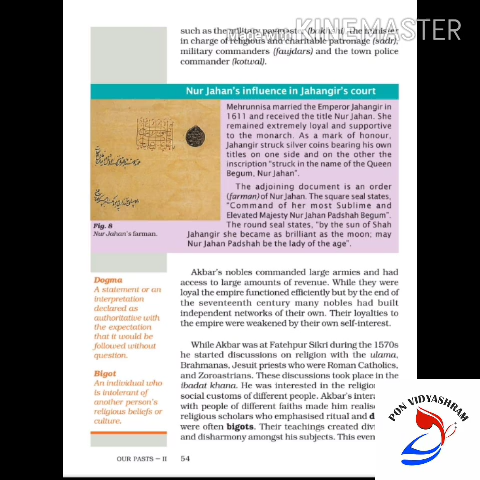 such as the military paymaster (bakhshi), the minister
in charge of religious and charitable patronage (sadr),
military commanders (faujdars) and the town police
commander (kotwal).
Made with KINEMASTER
Nur Jahan's influence in Jahangir's court
Mehrunnisa married the Emperor Jahangir in
1611 and received the title Nur Jahan. She
remained extremely loyal and supportive
to the monarch. As a mark of honour,
Jahangir struck silver coins bearing his own
titles on one side and on the other the
inscription "struck in the name of the Queen
Begum, Nur Jahan".
The adjoining document is an order
(farman) of Nur Jahan. The square seal states,
"Command of her most Sublime and
Elevated Majesty Nur Jahan Padshah Begum".
The round seal states, "by the sun of Shah
Jahangir she became as brilliant as the moon; may
Nur Jahan Padshah be the lady of the age".
Fig. 8
Nur Jahan's farman.
Akbar's nobles commanded large armies and had
access to large amounts of revenue. While they were
loyal the empire functioned efficiently but by the end of
the seventeenth century many nobles had built
independent networks of their own. Their loyalties to
the empire were weakened by their own self-interest.
Dogma
A statement or an
interpretation
declared as
authoritative with
the expectation
that it would be
followed without
question.
Bigot
An individual who
is intolerant of
another person's
religious beliefs or
culture.
While Akbar was at Fatehpur Sikri during the 1570s
he started discussions on religion with the ulama,
Brahmanas, Jesuit priests who were Roman Catholics,
and Zoroastrians. These discussions took place in the
ibadat khana. He was interested in the religio
social customs of different people. Akbar's intera
with people of different faiths made him realise
religious scholars who emphasised ritual and d
were often bigots. Their teachings created divi
and disharmony amongst his subjects. This even
OUR PASTS – II 54
PON VIDYASHRAM